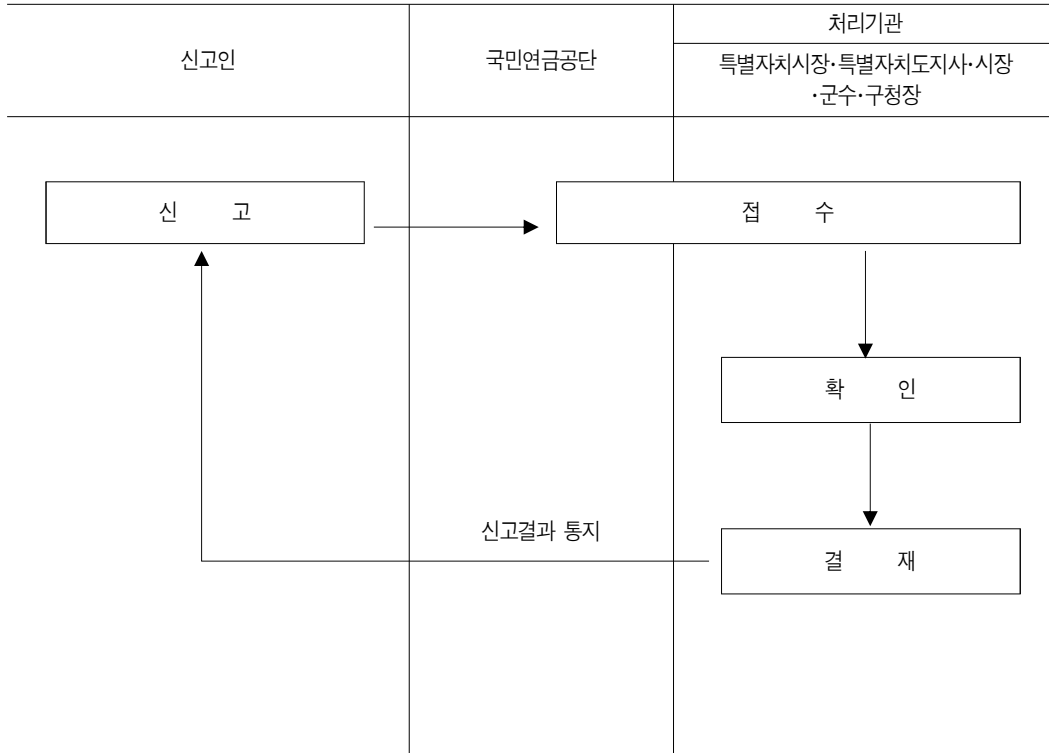 신고인
국민연금공단
처리기관
특별자치시장·특별자치도지사·시장
·군수·구청장
신 고
접 수
확 인
신고결과 통지
결 재